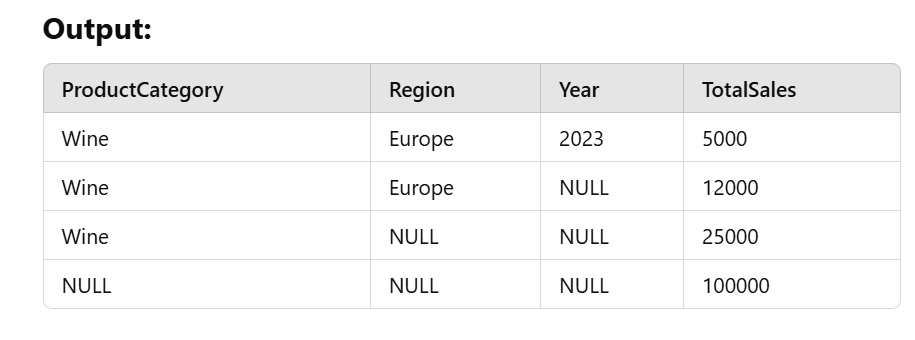 Output:
ProductCategory Region Year TotalSales
Wine Europe 2023 5000
Wine Europe NULL 12000
Wine NULL NULL 25000
NULL NULL NULL 100000